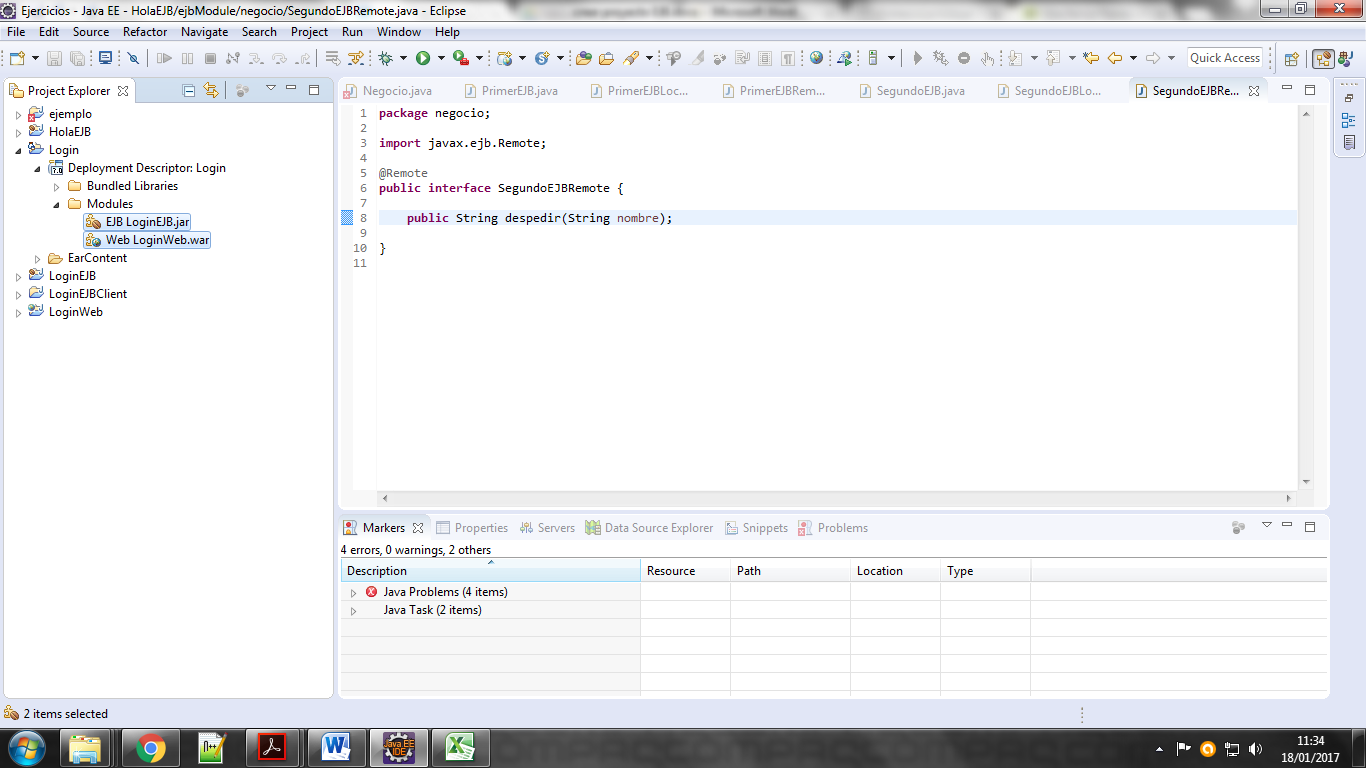 Ejercicios - Java EE - HolaEJB/ejbModule/negocio/SegundoEJBRemote.java - Eclipse
File Edit Source Refactor Navigate Search Project Run Window Help
Quick Access
Project Explorer
ejemplo
HolaEJB
Login
Deployment Descriptor: Login
Bundled Libraries
Modules
EJB LoginEJB.jar
Web LoginWeb.war
EarContent
LoginEJB
LoginEJBClient
LoginWeb
Negocio.java PrimerEJB.java PrimerEJBLoc... PrimerEJBRem... SegundoEJB.java SegundoEJBLo... SegundoEJBRe...
1 package negocio;
2
3 import javax.ejb.Remote;
4
5 @Remote
6 public interface SegundoEJBRemote {
7
8 public String despedir(String nombre);
9
10 }
11
Markers Properties Servers Data Source Explorer Snippets Problems
4 errors, 0 warnings, 2 others
Description Resource Path Location Type
Java Problems (4 items)
Java Task (2 items)
2 items selected
Java EE
IDE
11:34
18/01/2017